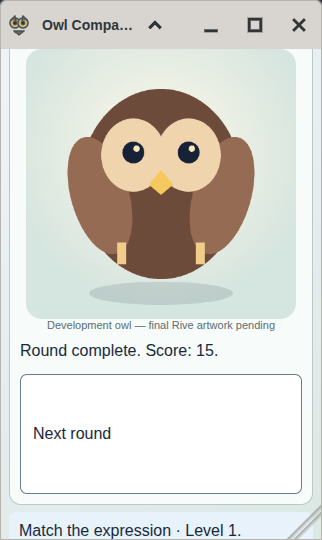 Owl Compa...
Development owl — final Rive artwork pending
Round complete. Score: 15.
Next round
Match the expression · Level 1.